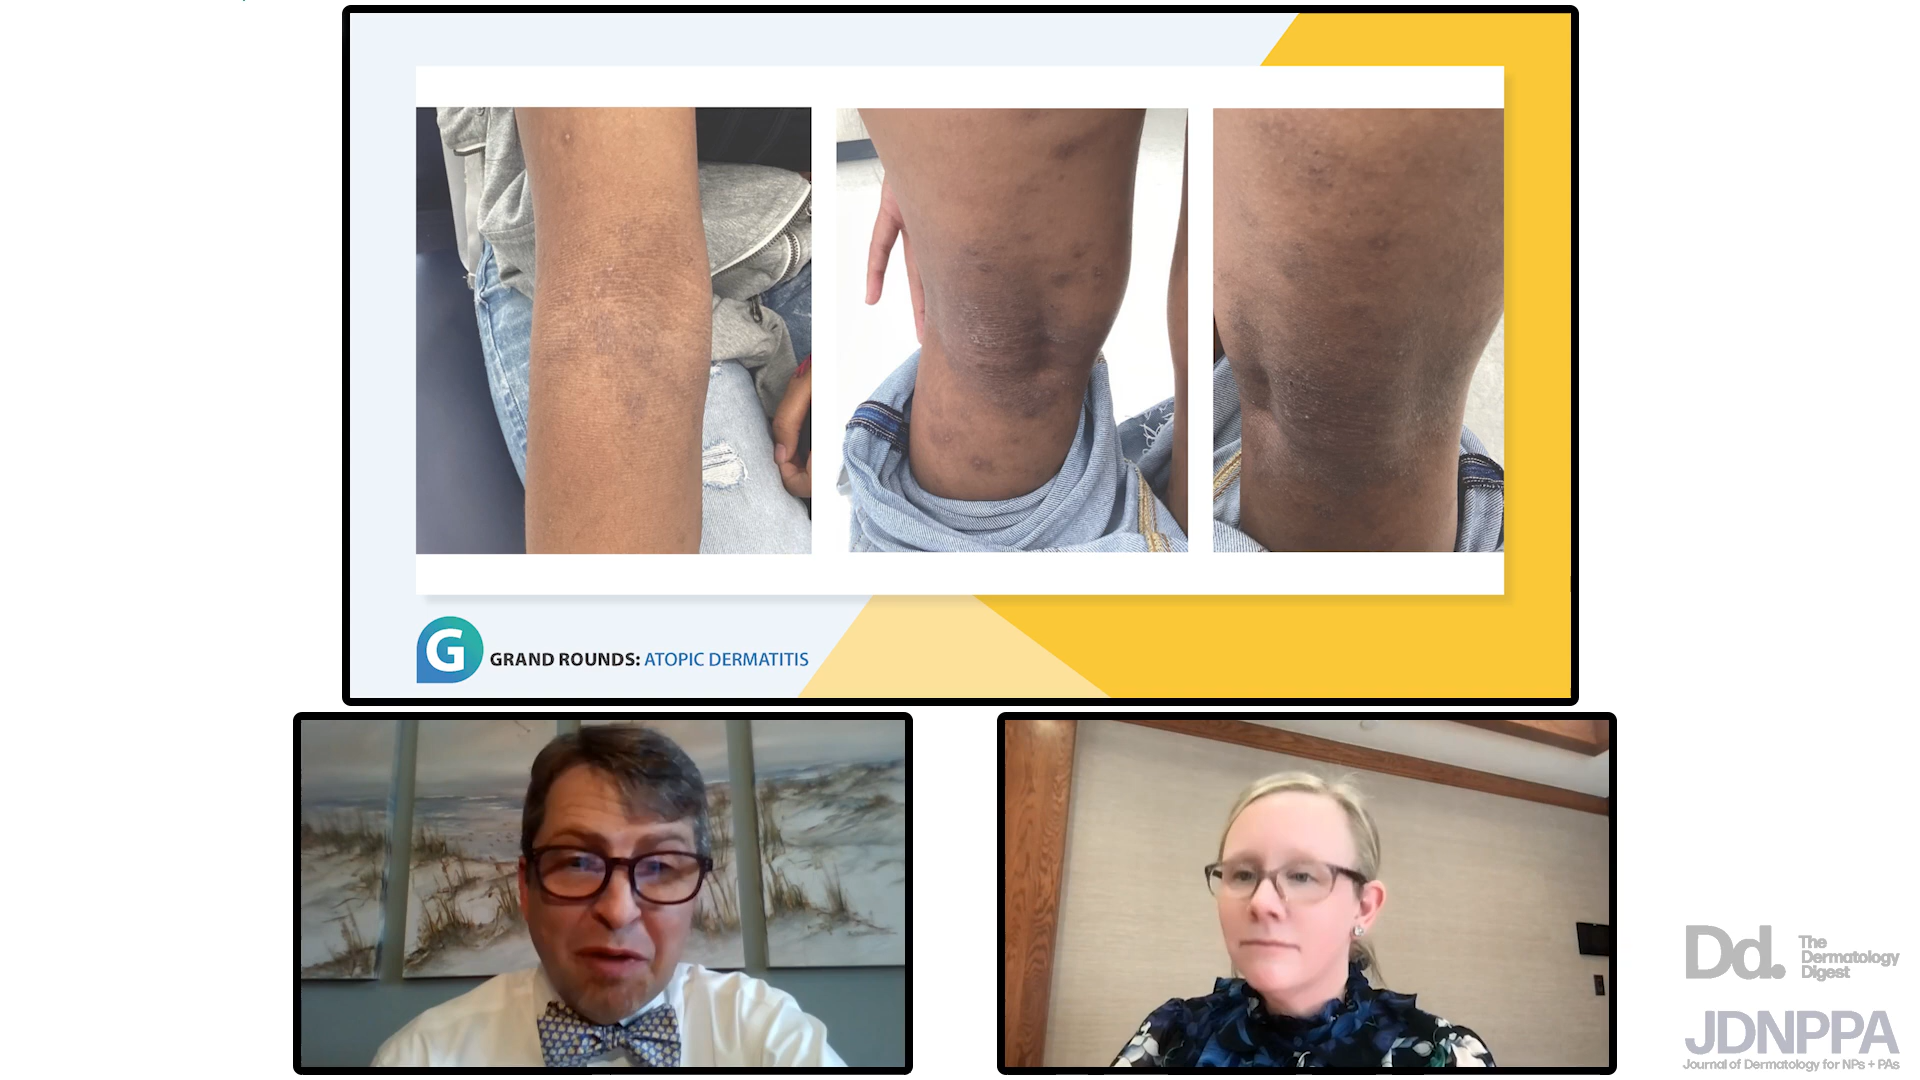 G GRAND ROUNDS: ATOPIC DERMATITIS
Dd. The
Dermatology
Digest
JDNPPA
Journal of Dermatology for NPs + PAs